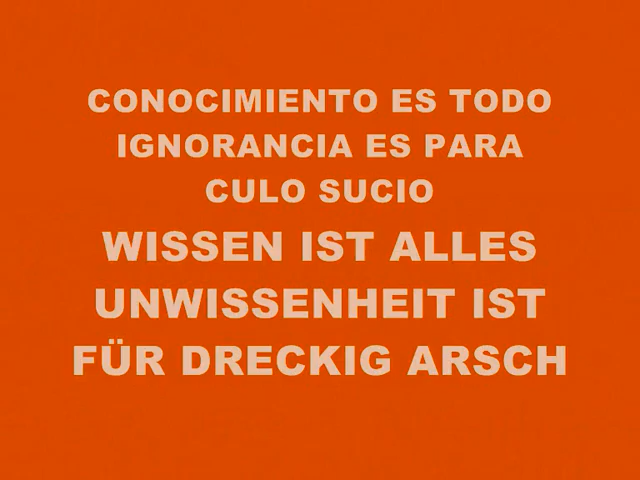 CONOCIMIENTO ES TODO
IGNORANCIA ES PARA
CULO SUCIO
WISSEN IST ALLES
UNWISSENHEIT IST
FÜR DRECKIG ARSCH